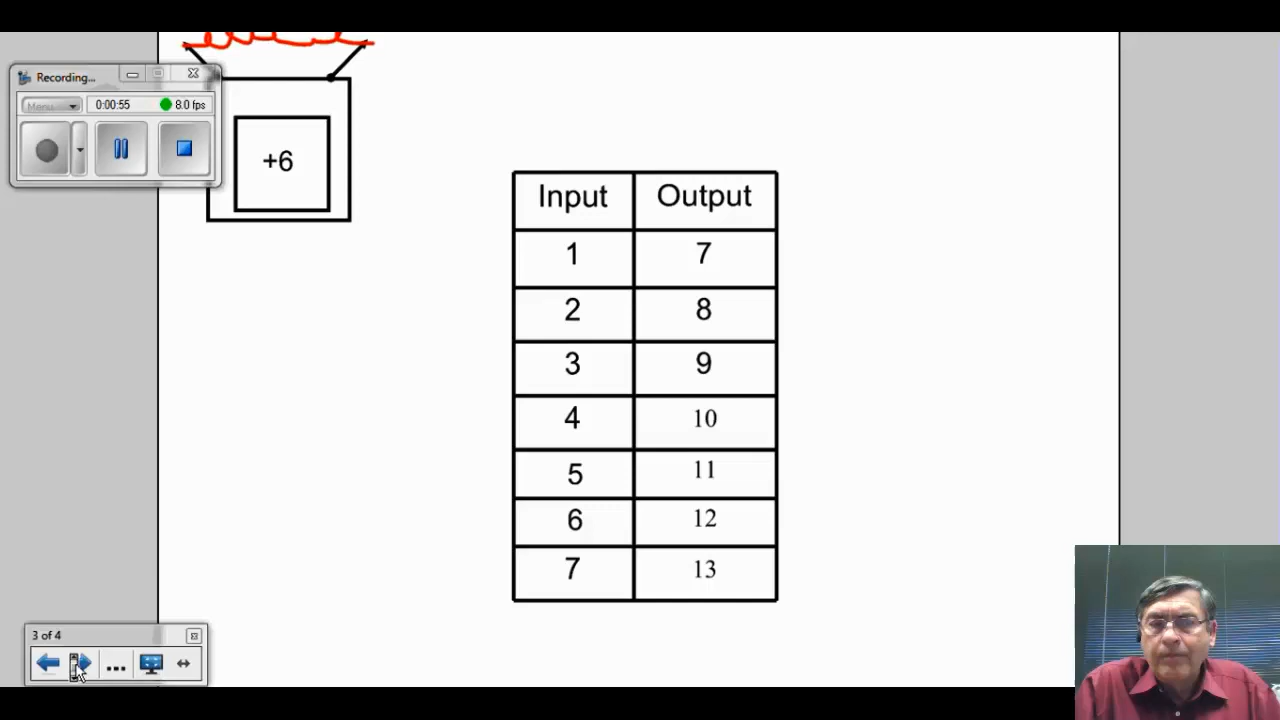 Recording...
Menu 0:00:55 8.0 fps
+6
Input Output
1 7
2 8
3 9
4 10
5 11
6 12
7 13
3 of 4
...